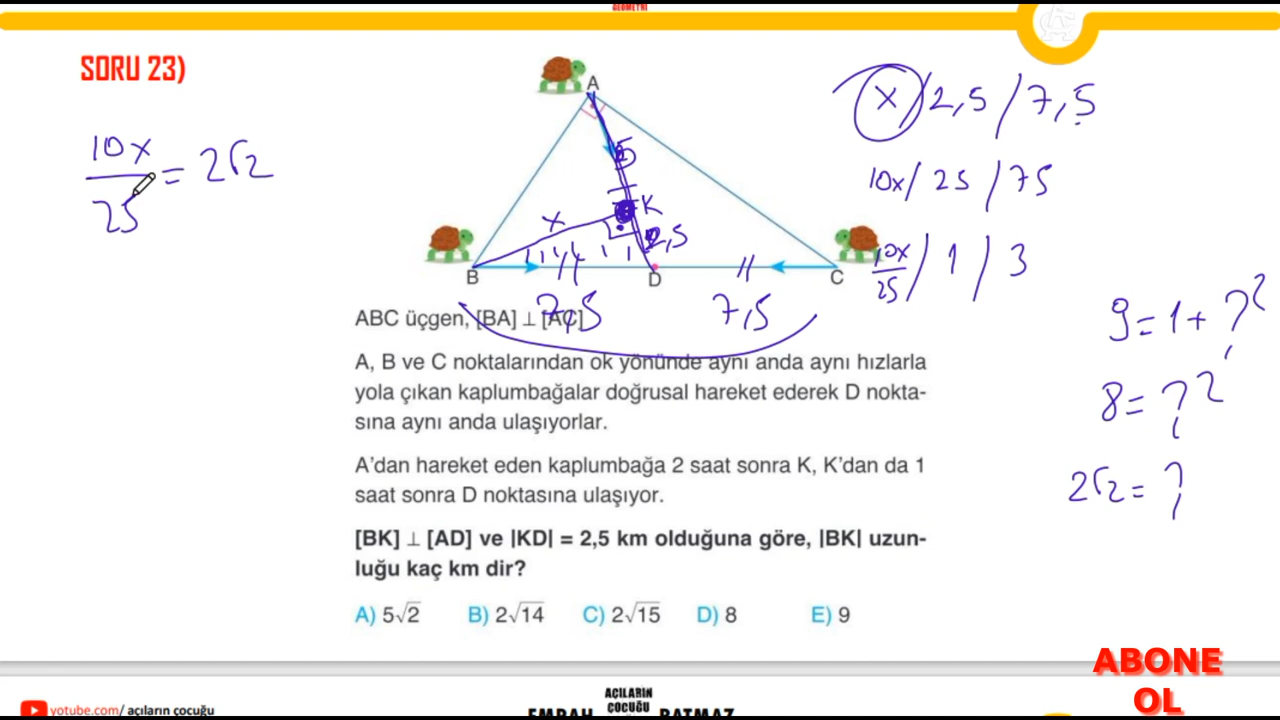 GEOMETRİ
SORU 23)
10x
25
= 2√2
A
5
K
x
2,5
B
D
C
7,5
7,5
x / 2,5 / 7,5
10x / 25 / 75
10x
25
/ 1 / 3
9 = 1 + ?²
8 = ?²
2√2 = ?
ABC üçgen, [BA] ⊥ [AC]
A, B ve C noktalarından ok yönünde aynı anda aynı hızlarla
yola çıkan kaplumbağalar doğrusal hareket ederek D nokta-
sına aynı anda ulaşıyorlar.
A’dan hareket eden kaplumbağa 2 saat sonra K, K’dan da 1
saat sonra D noktasına ulaşıyor.
[BK] ⊥ [AD] ve |KD| = 2,5 km olduğuna göre, |BK| uzun-
luğu kaç km dir?
A) 5√2 B) 2√14 C) 2√15 D) 8 E) 9
ABONE
OL
yotube.com/ açıların çocuğu
AÇILARIN
ÇOCUĞU
EMRAH BATMAZ